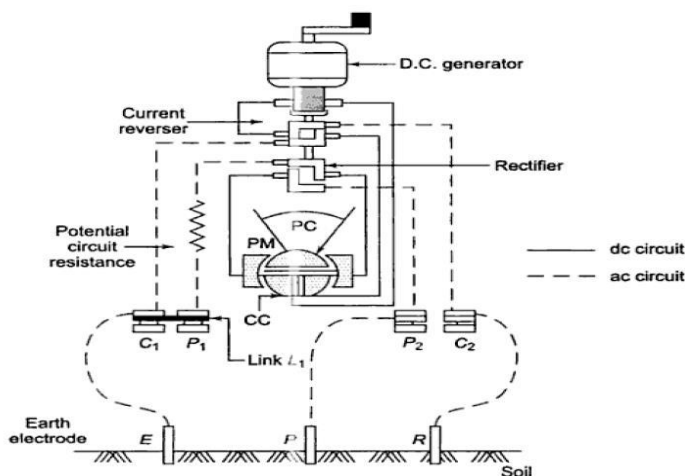 D.C. generator
Current
reverser
Rectifier
Potential
circuit
resistance
PC
PM
CC
dc circuit
ac circuit
C1
P1
P2
C2
Link L1
Earth
electrode
E
P
R
Soil